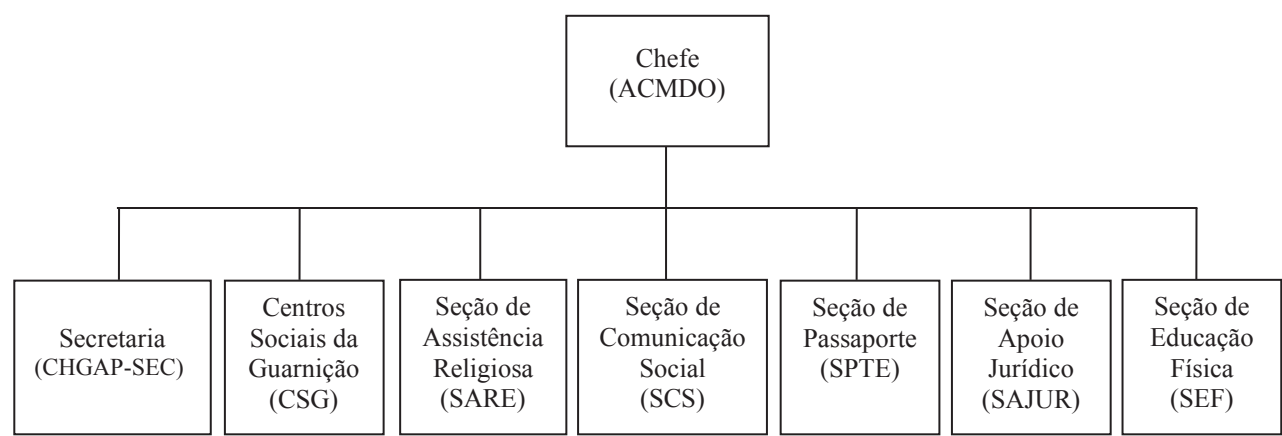 Chefe
(ACMDO)
Secretaria
(CHGAP-SEC)
Centros
Sociais da
Guarnição
(CSG)
Seção de
Assistência
Religiosa
(SARE)
Seção de
Comunicação
Social
(SCS)
Seção de
Passaporte
(SPTE)
Seção de
Apoio
Jurídico
(SAJUR)
Seção de
Educação
Física
(SEF)